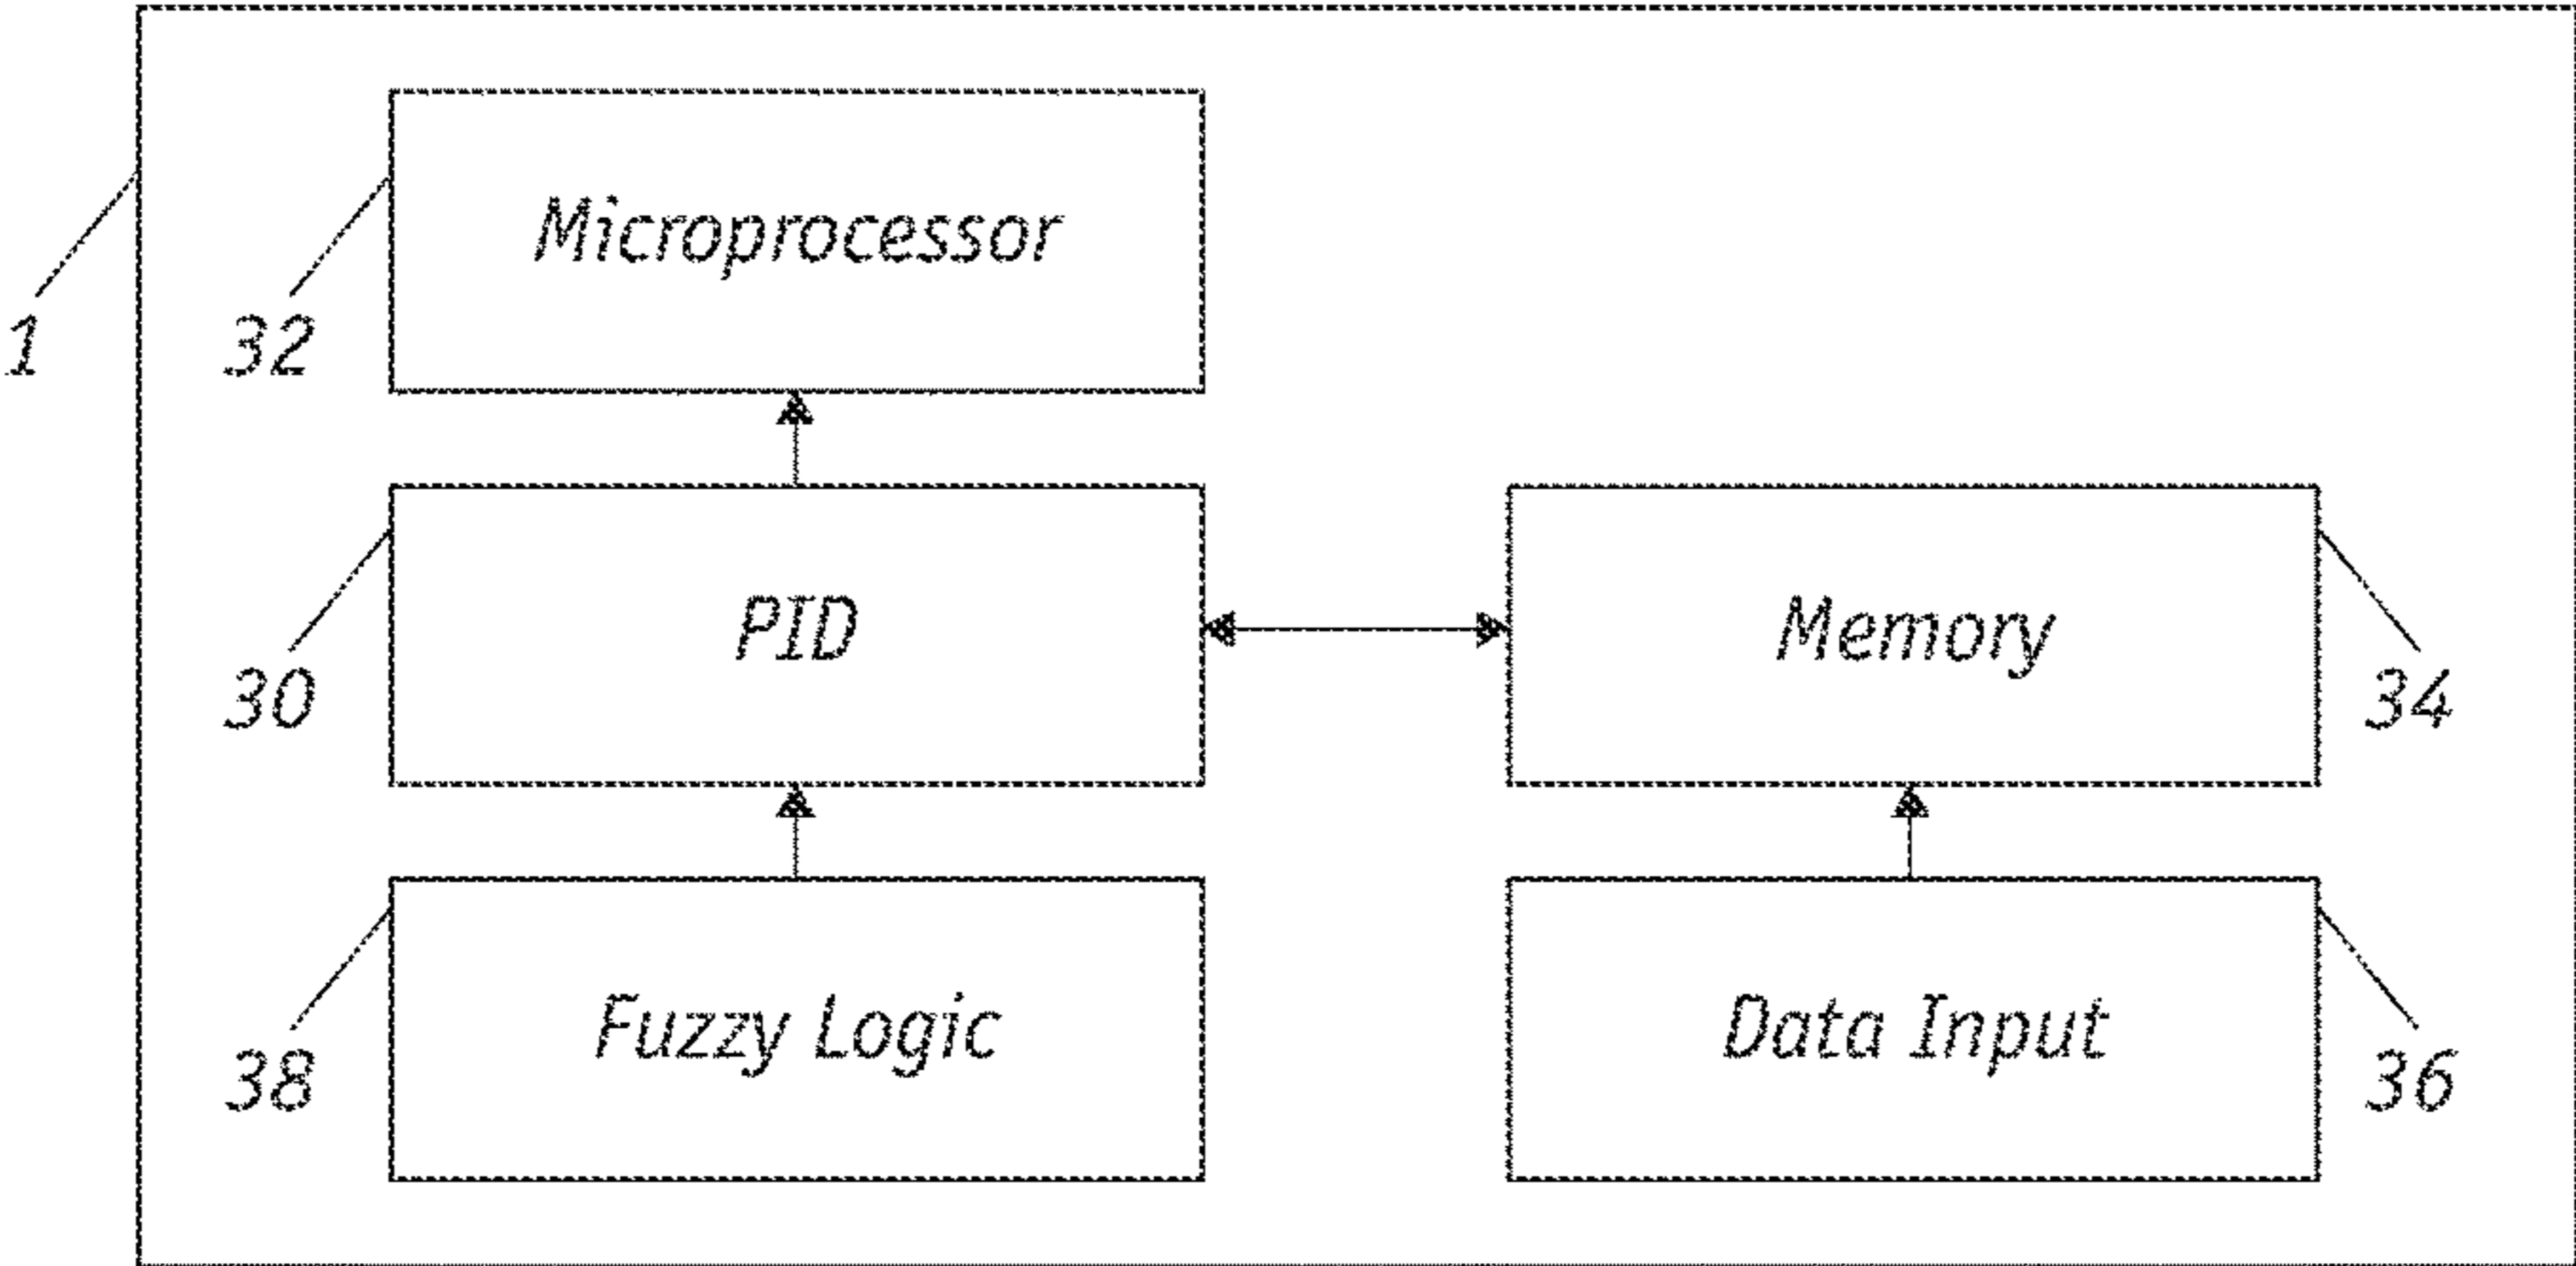 Microprocessor
1
32
PID
Memory
30
34
Fuzzy Logic
Data Input
38
36